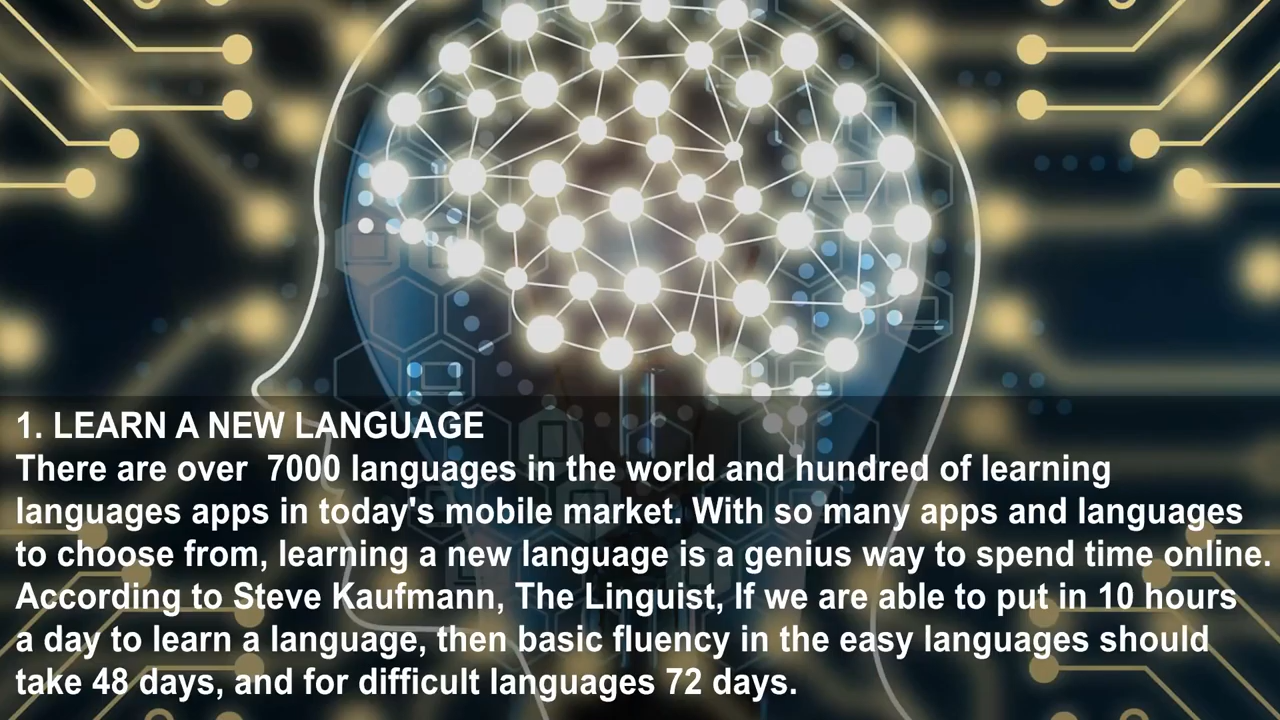 1. LEARN A NEW LANGUAGE
There are over  7000 languages in the world and hundred of learning
languages apps in today's mobile market. With so many apps and languages
to choose from, learning a new language is a genius way to spend time online.
According to Steve Kaufmann, The Linguist, If we are able to put in 10 hours
a day to learn a language, then basic fluency in the easy languages should
take 48 days, and for difficult languages 72 days.